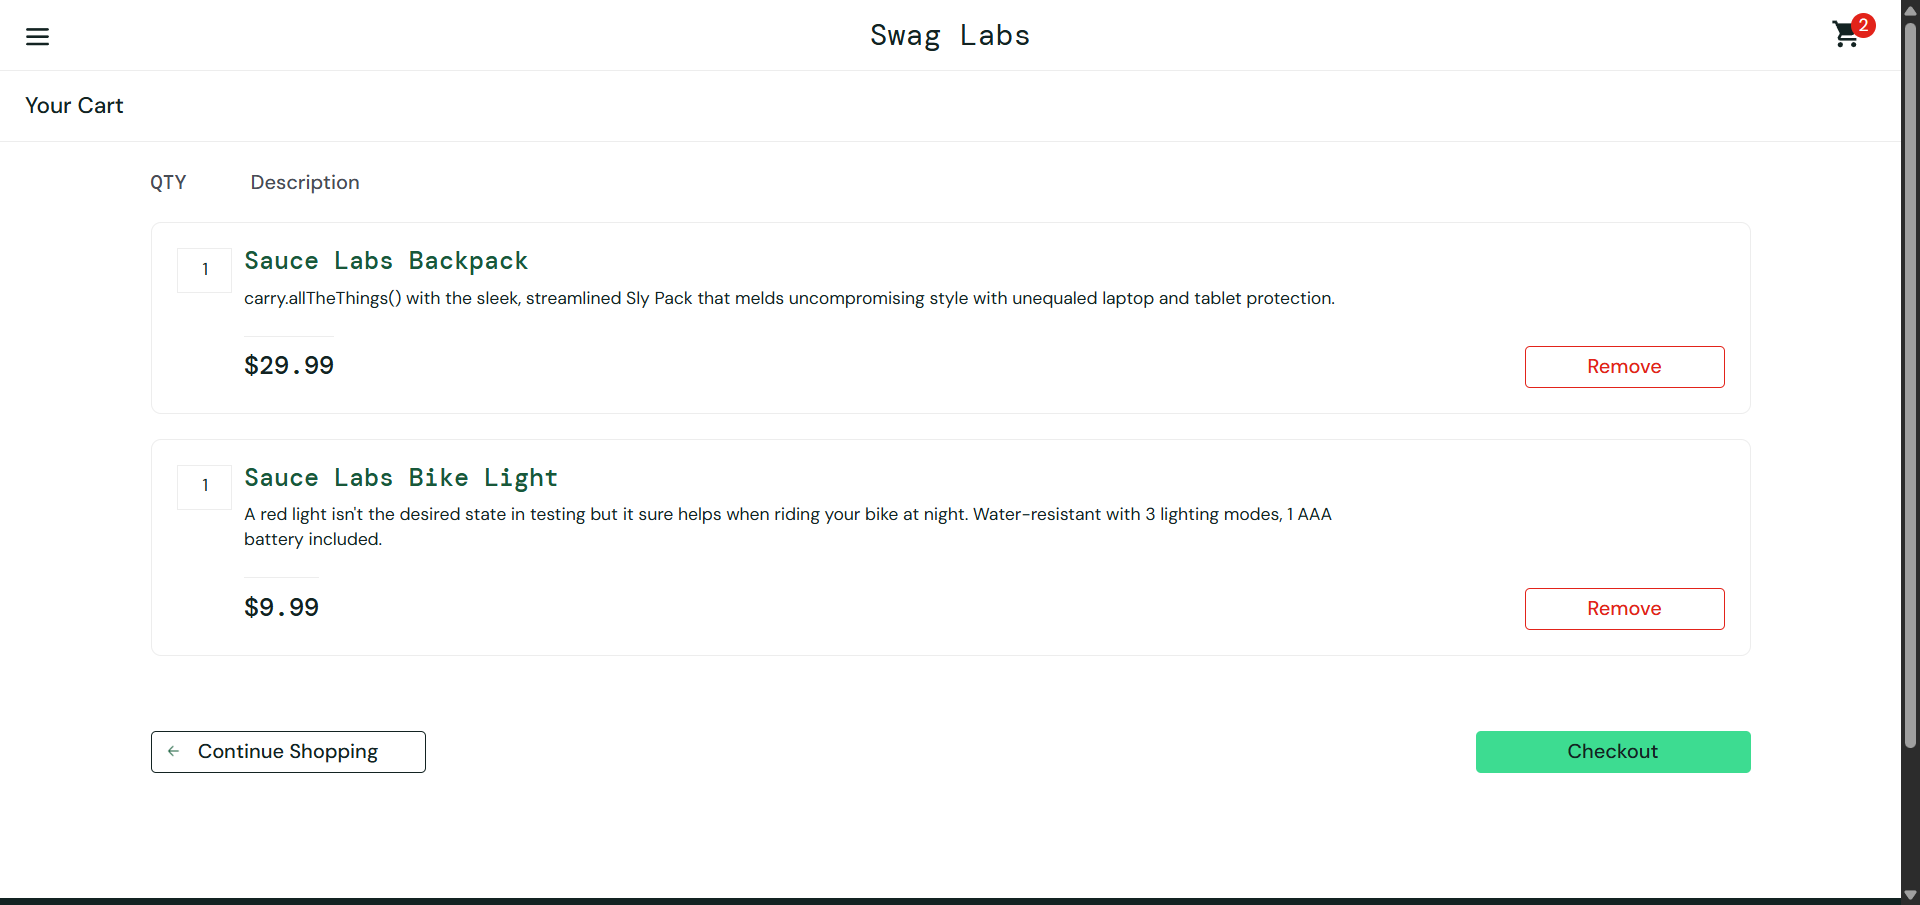 Swag Labs
2
Your Cart
QTY Description
1
Sauce Labs Backpack
carry.allTheThings() with the sleek, streamlined Sly Pack that melds uncompromising style with unequaled laptop and tablet protection.
$29.99
Remove
1
Sauce Labs Bike Light
A red light isn't the desired state in testing but it sure helps when riding your bike at night. Water-resistant with 3 lighting modes, 1 AAA
battery included.
$9.99
Remove
Continue Shopping
Checkout